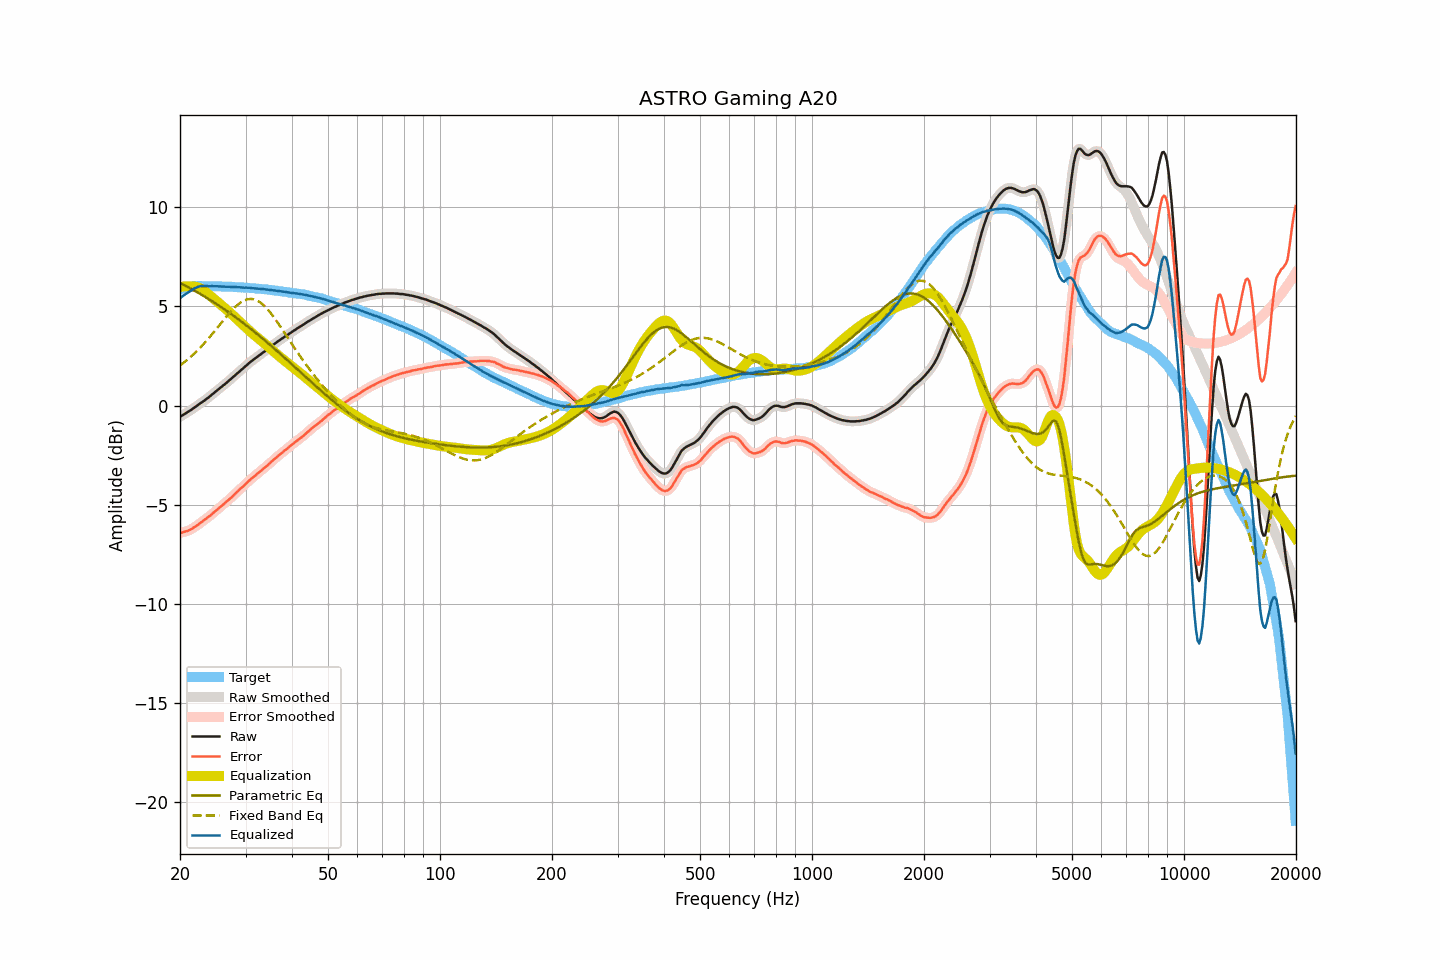 ASTRO Gaming A20
Amplitude (dBr)
10
5
0
−5
−10
−15
−20
Target
Raw Smoothed
Error Smoothed
Raw
Error
Equalization
Parametric Eq
Fixed Band Eq
Equalized
20 50 100 200 500 1000 2000 5000 10000 20000
Frequency (Hz)